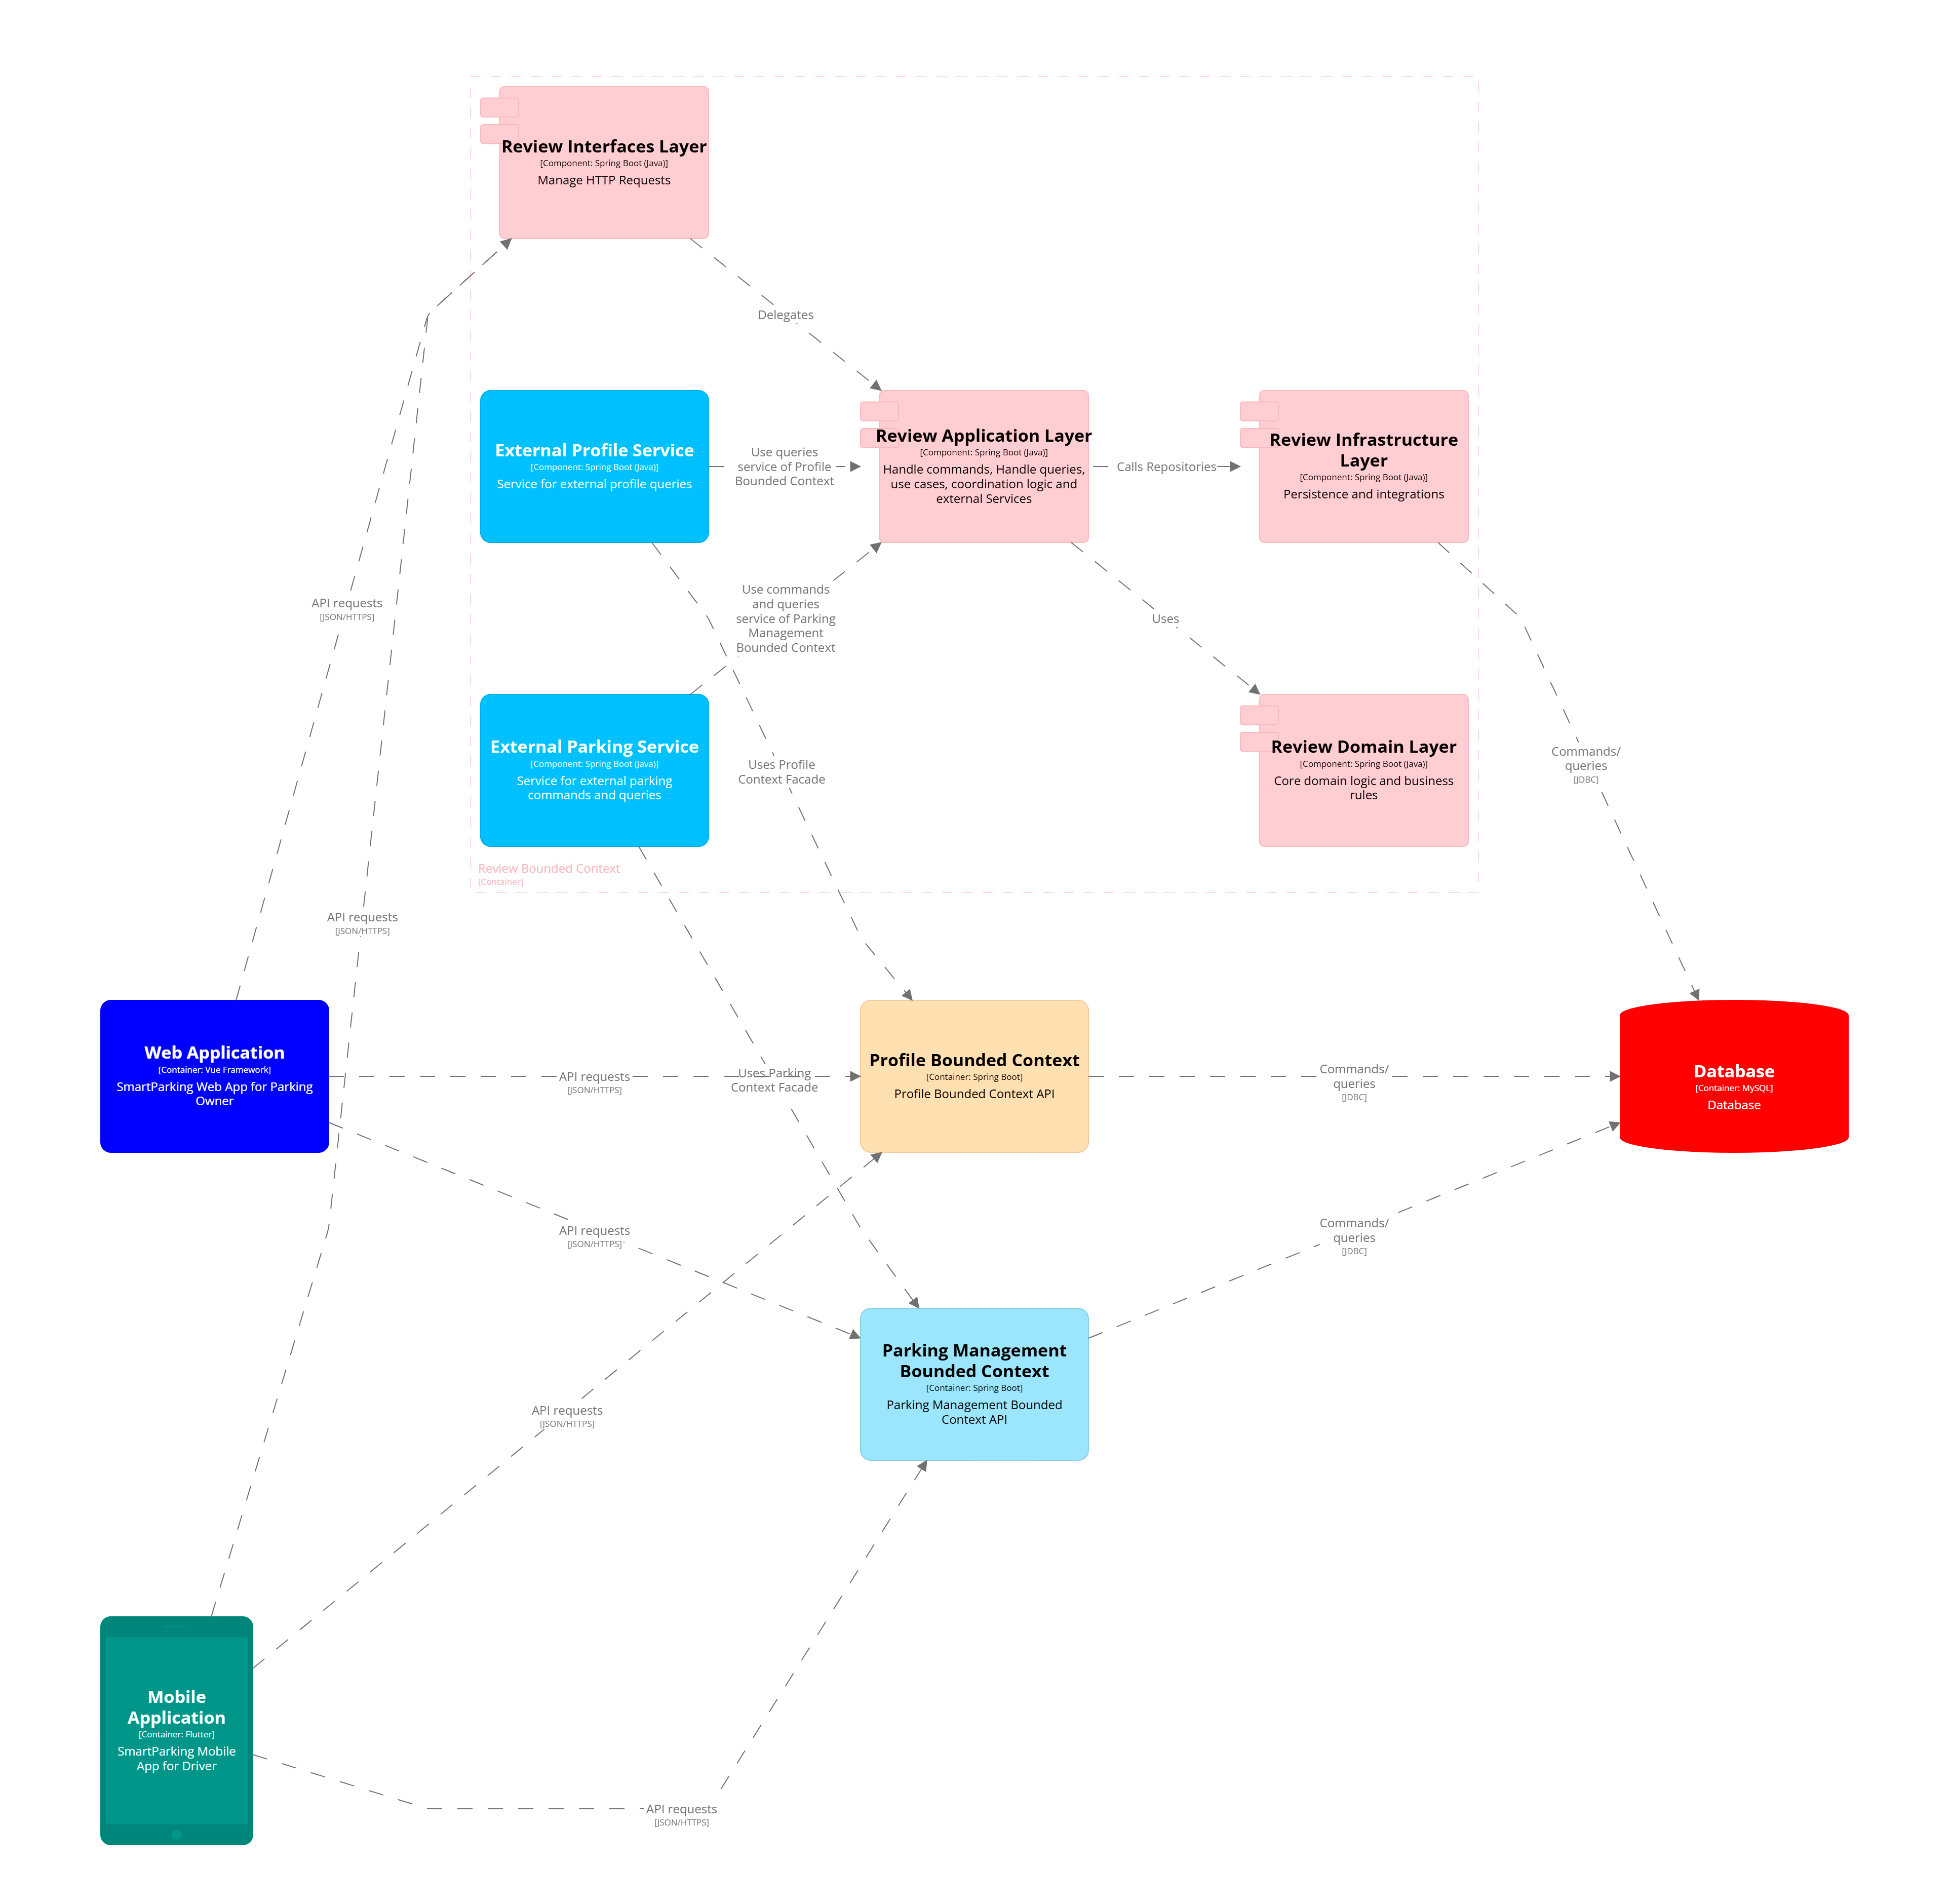 Review Interfaces Layer
[Component: Spring Boot (Java)]
Manage HTTP Requests
Delegates
External Profile Service
[Component: Spring Boot (Java)]
Service for external profile queries
Use queries
service of Profile
Bounded Context
Review Application Layer
[Component: Spring Boot (Java)]
Handle commands, Handle queries,
use cases, coordination logic and
external Services
Calls Repositories
Review Infrastructure
Layer
[Component: Spring Boot (Java)]
Persistence and integrations
API requests
[JSON/HTTPS]
Use commands
and queries
service of Parking
Management
Bounded Context
Uses
External Parking Service
[Component: Spring Boot (Java)]
Service for external parking
commands and queries
Uses Profile
Context Facade
Review Domain Layer
[Component: Spring Boot (Java)]
Core domain logic and business
rules
Commands/
queries
[JDBC]
Review Bounded Context
[Container]
API requests
[JSON/HTTPS]
Web Application
[Container: Vue Framework]
SmartParking Web App for Parking
Owner
API requests
[JSON/HTTPS]
Uses Parking
Context Facade
Profile Bounded Context
[Container: Spring Boot]
Profile Bounded Context API
Commands/
queries
[JDBC]
Database
[Container: MySQL]
Database
API requests
[JSON/HTTPS]
Commands/
queries
[JDBC]
Parking Management
Bounded Context
[Container: Spring Boot]
Parking Management Bounded
Context API
API requests
[JSON/HTTPS]
Mobile
Application
[Container: Flutter]
SmartParking Mobile
App for Driver
API requests
[JSON/HTTPS]